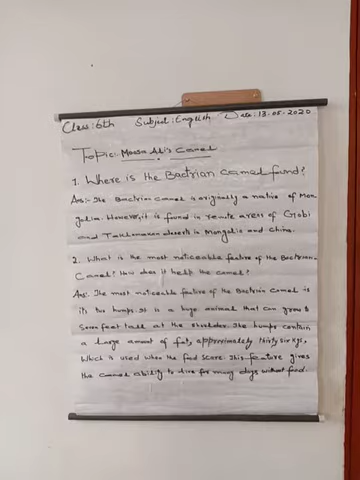 Class:6th Subject:English Date:13-05-2020
Topic:- Moosa Ali's Camel
1. Where is the Bactrian camel found?
Ans:- The Bactrian camel is originally a native of Mon
golia. However, it is found in remote areas of Gobi
and Taklamakan deserts in Mongolia and China.
2. What is the most noticeable feature of the Bactrian
Camel? How does it help the camel?
Ans:- The most noticeable feature of the Bactrian Camel is
its two humps. It is a huge animal that can grow to
seven feet tall at the shoulder. The humps contain
a large amount of fat, approximately thirty six kgs,
Which is used when the food scarce. This feature gives
the camel ability to live for many days without food.